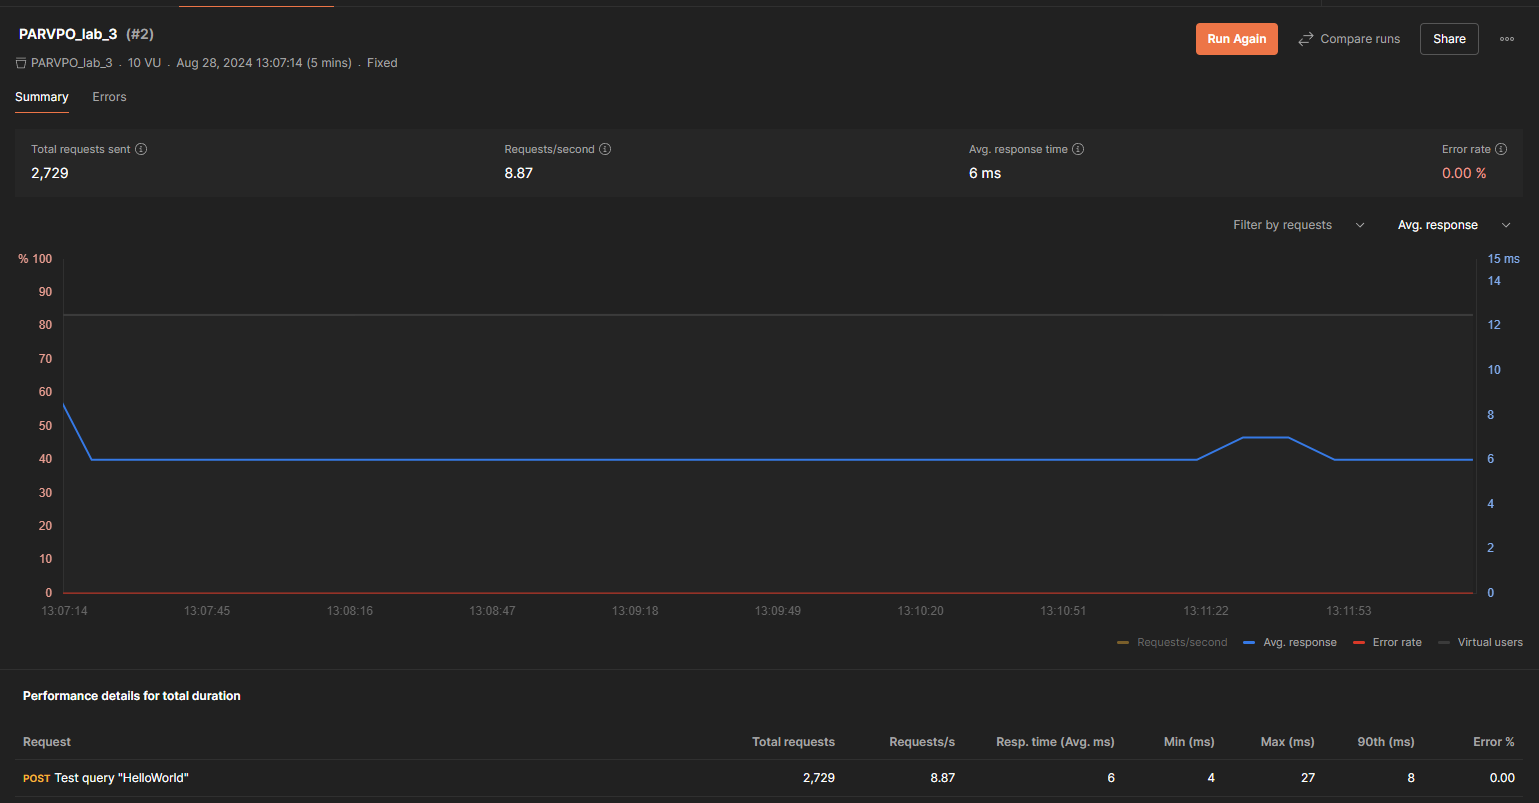 PARVPO_lab_3 (#2)
Run Again
Compare runs
Share
PARVPO_lab_3 . 10 VU . Aug 28, 2024 13:07:14 (5 mins) . Fixed
Summary Errors
Total requests sent Requests/second Avg. response time Error rate
2,729 8.87 6 ms 0.00 %
Filter by requests Avg. response
% 100 15 ms
90 14
80 12
70 10
60
50 8
40 6
30 4
20 2
10
0 0
13:07:14 13:07:45 13:08:16 13:08:47 13:09:18 13:09:49 13:10:20 13:10:51 13:11:22 13:11:53
Requests/second Avg. response Error rate Virtual users
Performance details for total duration
Request Total requests Requests/s Resp. time (Avg. ms) Min (ms) Max (ms) 90th (ms) Error %
POST Test query "HelloWorld" 2,729 8.87 6 4 27 8 0.00